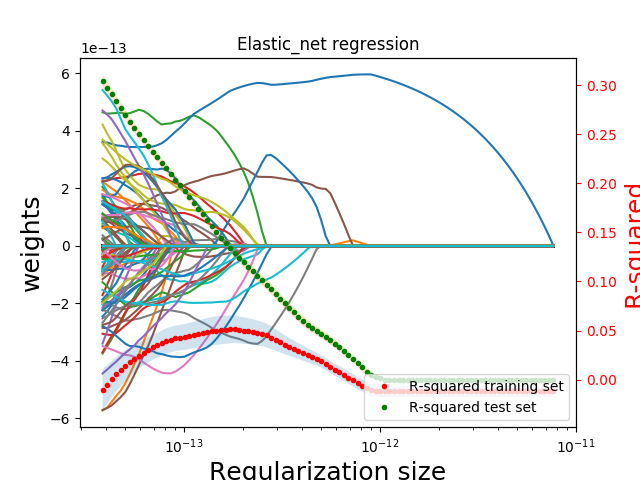 Elastic_net regression
1e−13
6
4
2
0
−2
−4
−6
weights
0.30
0.25
0.20
0.15
0.10
0.05
0.00
R-squared
R-squared training set
R-squared test set
10⁻¹³
10⁻¹²
10⁻¹¹
Regularization size